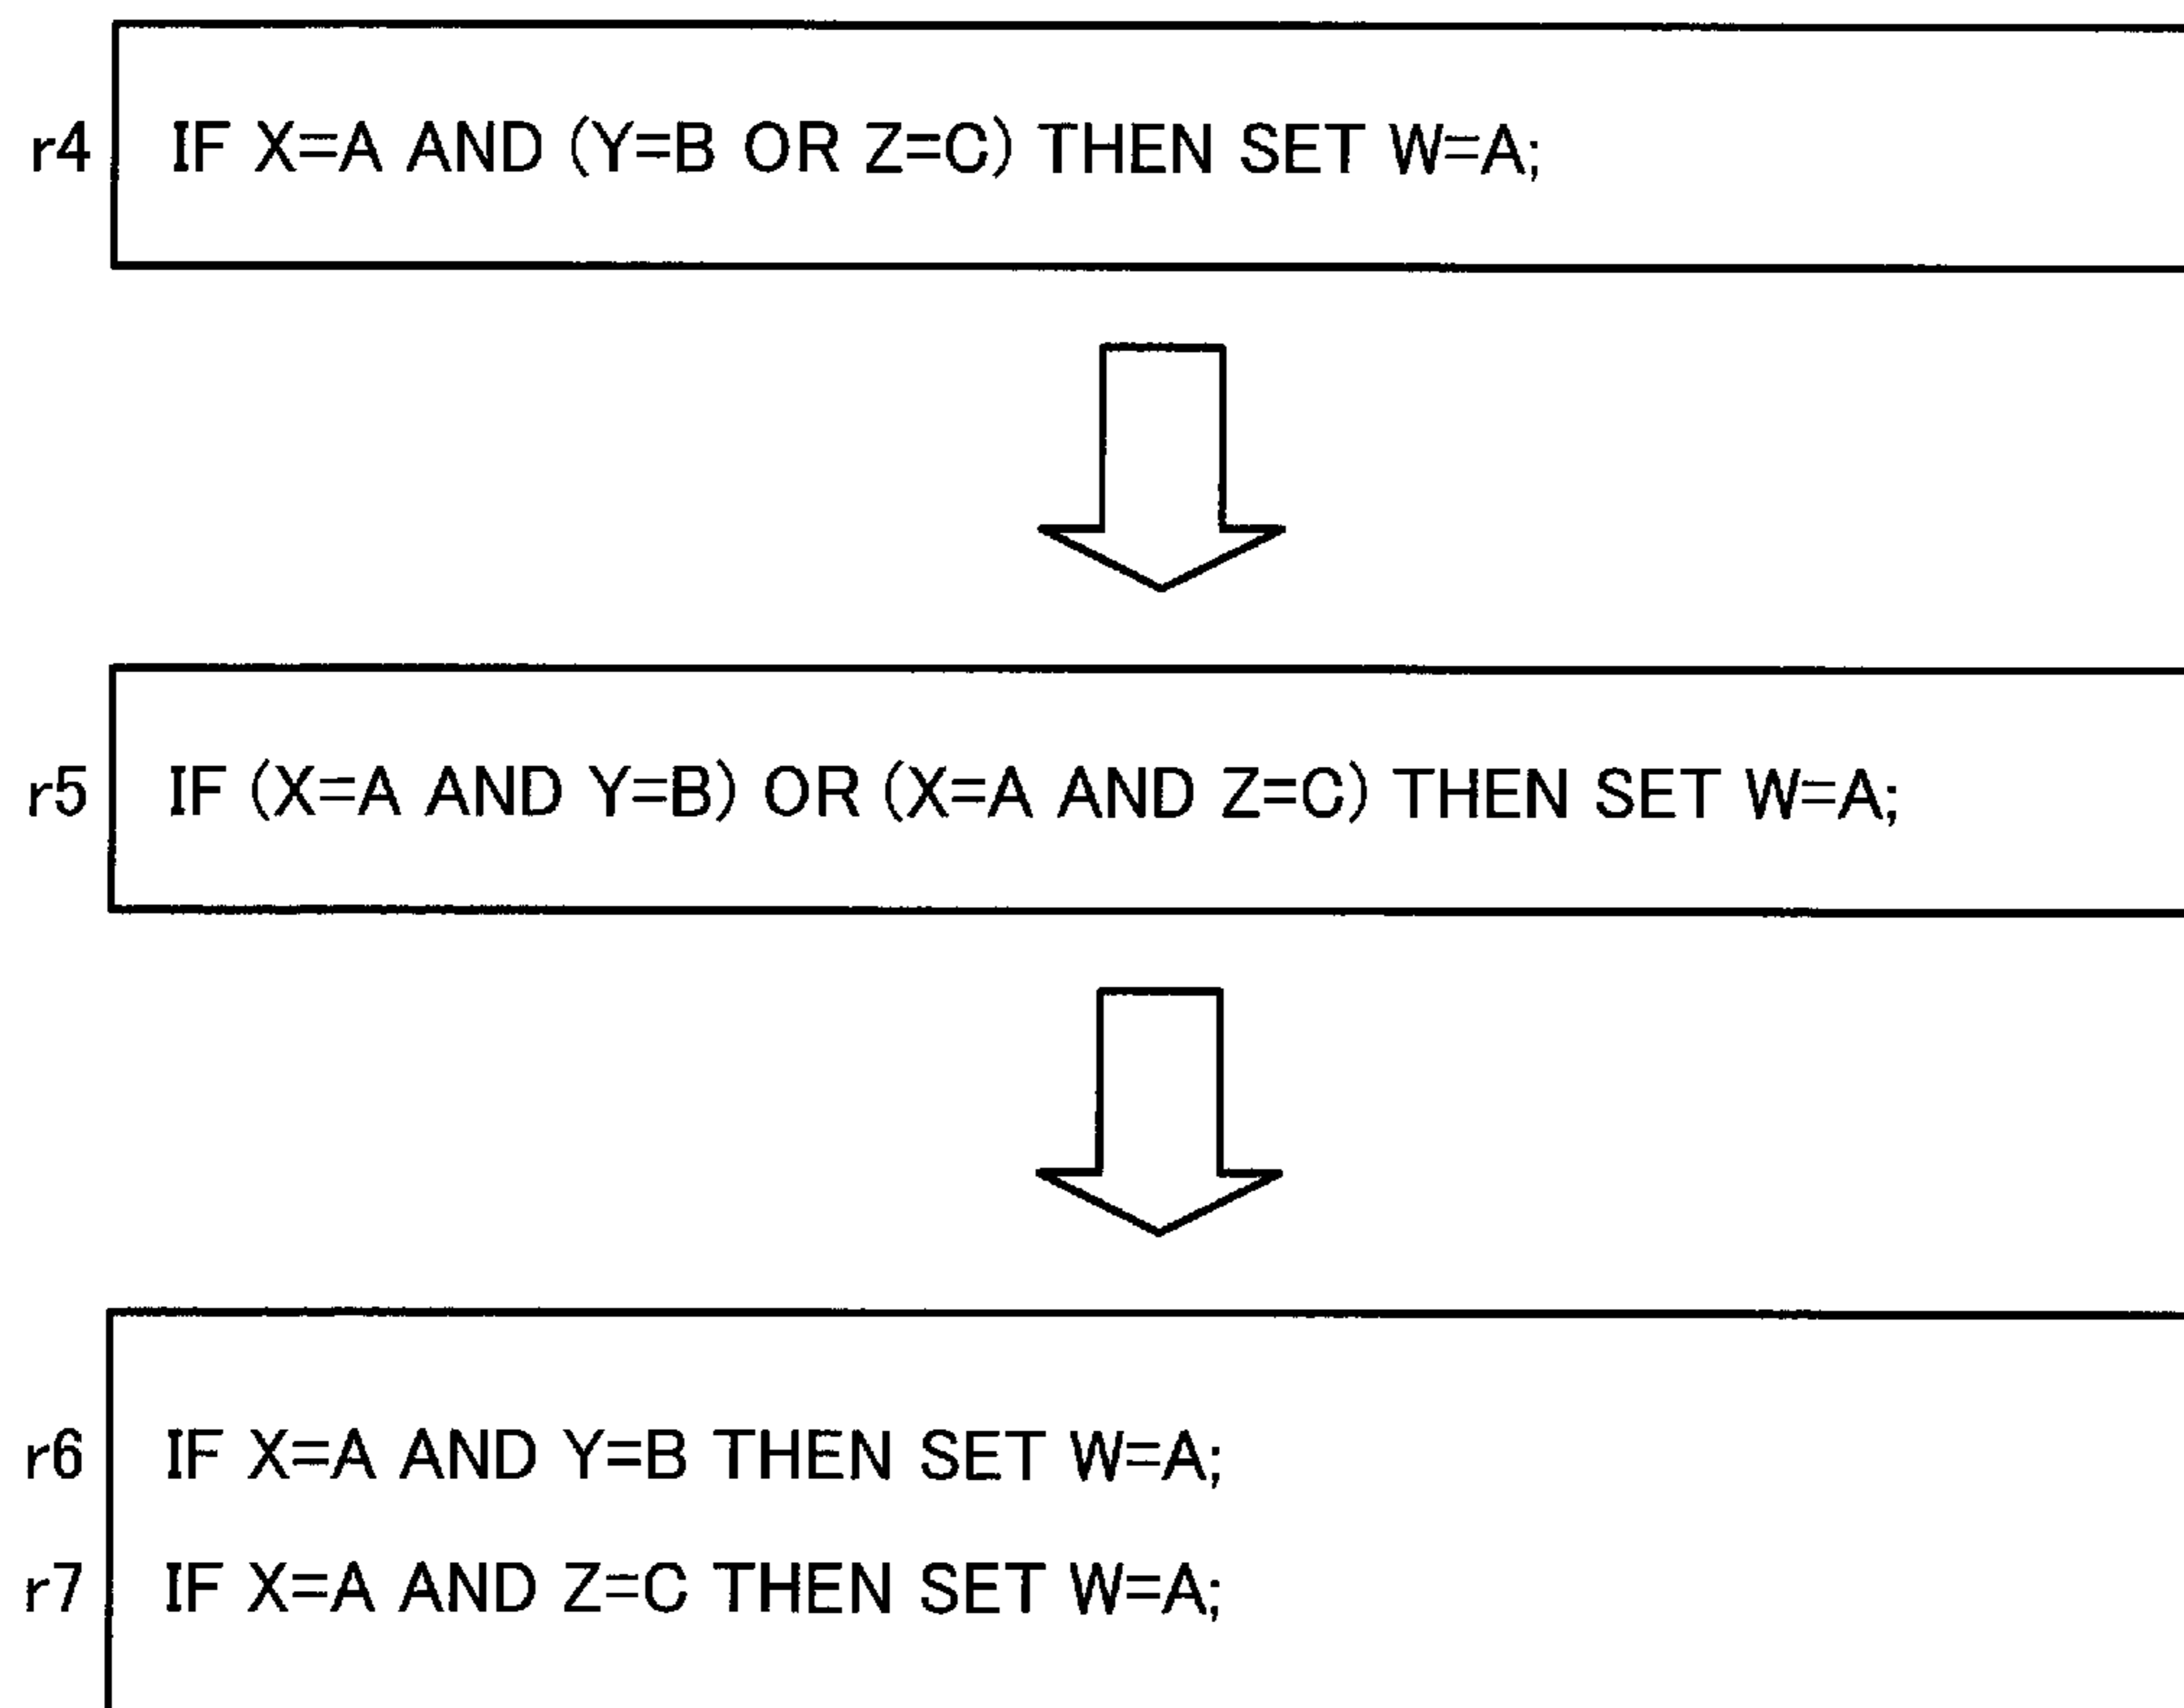 r4 IF X=A AND (Y=B OR Z=C) THEN SET W=A;
r5 IF (X=A AND Y=B) OR (X=A AND Z=C) THEN SET W=A;
r6 IF X=A AND Y=B THEN SET W=A;
r7 IF X=A AND Z=C THEN SET W=A;